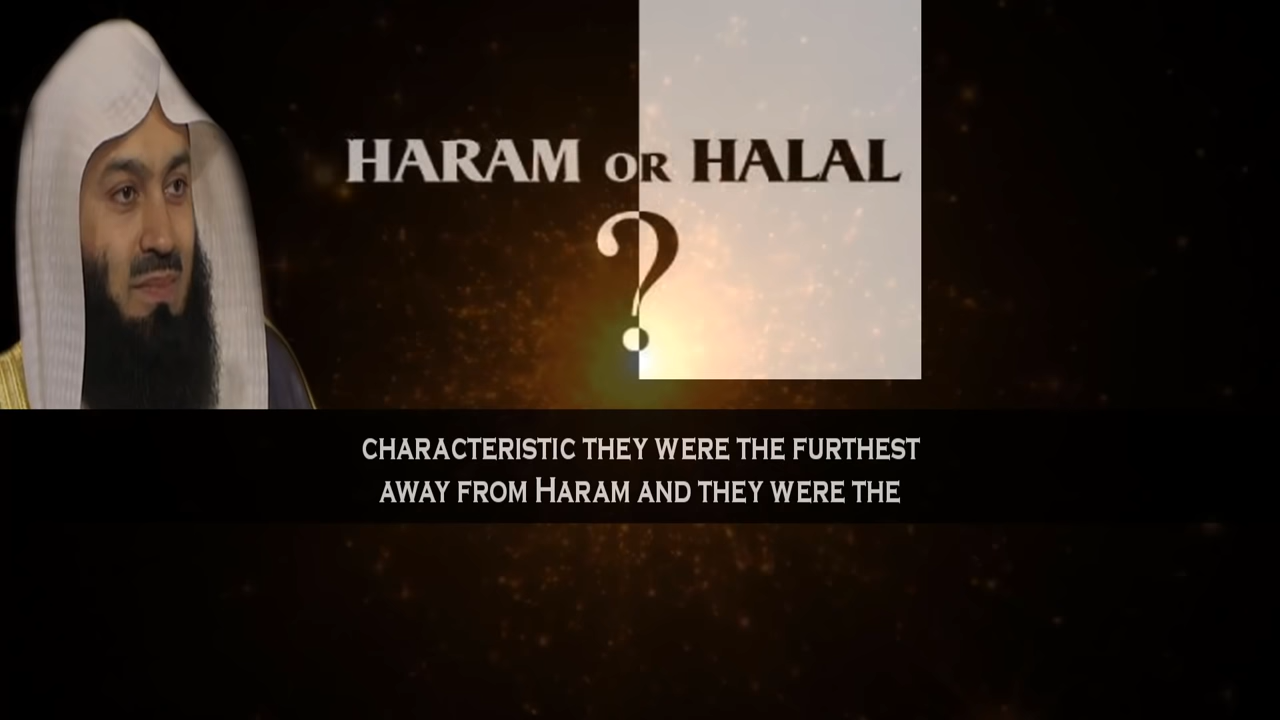 HARAM OR HALAL
?
CHARACTERISTIC THEY WERE THE FURTHEST
AWAY FROM HARAM AND THEY WERE THE